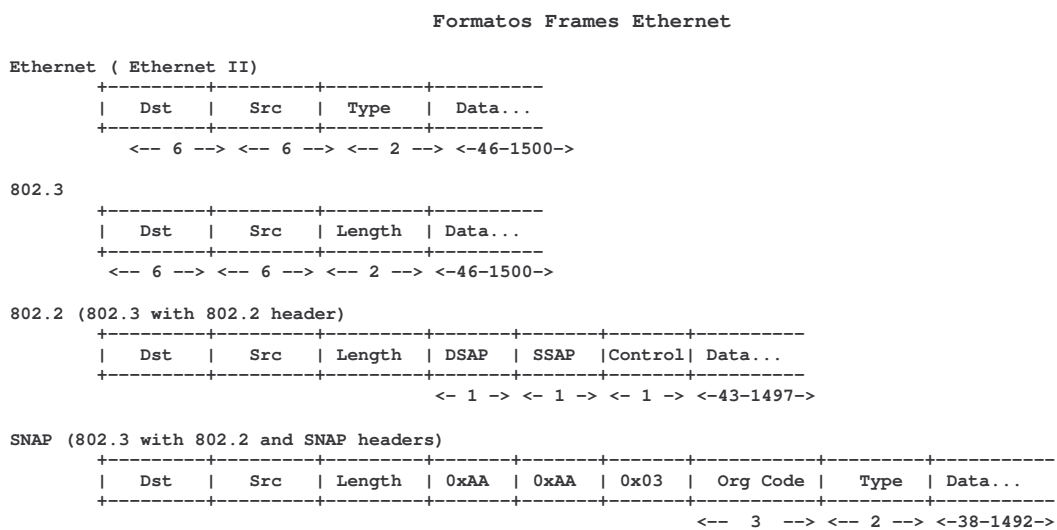 Formatos Frames Ethernet
Ethernet ( Ethernet II)
+---------+---------+---------+----------
|   Dst   |   Src   |  Type   |  Data...
+---------+---------+---------+----------
<-- 6 --> <-- 6 --> <-- 2 --> <-46-1500->
802.3
+---------+---------+---------+----------
|   Dst   |   Src   | Length  | Data...
+---------+---------+---------+----------
<-- 6 --> <-- 6 --> <-- 2 --> <-46-1500->
802.2 (802.3 with 802.2 header)
+---------+---------+---------+-------+-------+-------+----------
|   Dst   |   Src   | Length  | DSAP  | SSAP  |Control| Data...
+---------+---------+---------+-------+-------+-------+----------
<- 1 -> <- 1 -> <- 1 -> <-43-1497->
SNAP (802.3 with 802.2 and SNAP headers)
+---------+---------+---------+-------+-------+-------+-----------+---------+-----------
|   Dst   |   Src   | Length  | 0xAA  | 0xAA  | 0x03  |  Org Code |   Type  | Data...
+---------+---------+---------+-------+-------+-------+-----------+---------+-----------
<--  3  --> <-- 2 --> <-38-1492->